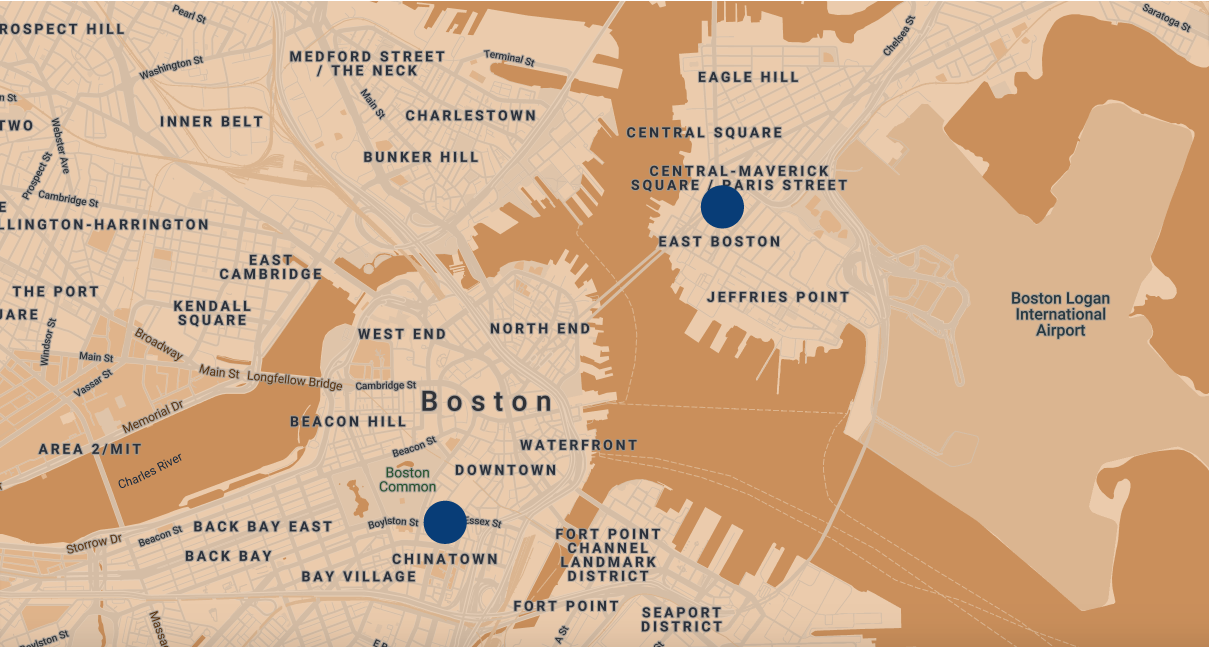 Pearl St
ROSPECT HILL
MEDFORD STREET
/ THE NECK
Terminal St
Chelsea St
Saratoga St
Washington St
EAGLE HILL
n St
Main St
TWO
INNER BELT
CHARLESTOWN
CENTRAL SQUARE
Webster Ave
BUNKER HILL
Prospect St
CENTRAL-MAVERICK
SQUARE / PARIS STREET
Cambridge St
E
LLINGTON-HARRINGTON
EAST BOSTON
EAST
CAMBRIDGE
THE PORT
JEFFRIES POINT
Boston Logan
International
Airport
KENDALL
SQUARE
UARE
WEST END
NORTH END
Windsor St
Broadway
Main St
Vassar St
Main St
Longfellow Bridge
Cambridge St
Boston
Memorial Dr
BEACON HILL
Beacon St
WATERFRONT
AREA 2/MIT
Charles River
Boston
Common
DOWNTOWN
Boylston St
Essex St
BACK BAY EAST
Beacon St
Storrow Dr
BACK BAY
CHINATOWN
BAY VILLAGE
FORT POINT
CHANNEL
LANDMARK
DISTRICT
FORT POINT
SEAPORT
DISTRICT
Massa
A St
Boylston St